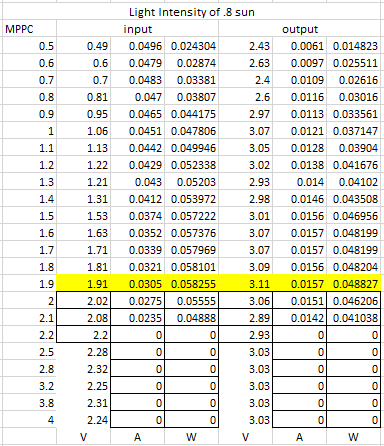 Light Intensity of .8 sun
MPPC input output
0.5 0.49 0.0496 0.024304 2.43 0.0061 0.014823
0.6 0.6 0.0479 0.02874 2.63 0.0097 0.025511
0.7 0.7 0.0483 0.03381 2.4 0.0109 0.02616
0.8 0.81 0.047 0.03807 2.6 0.0116 0.03016
0.9 0.95 0.0465 0.044175 2.97 0.0113 0.033561
1 1.06 0.0451 0.047806 3.07 0.0121 0.037147
1.1 1.13 0.0442 0.049946 3.05 0.0128 0.03904
1.2 1.22 0.0429 0.052338 3.02 0.0138 0.041676
1.3 1.21 0.043 0.05203 2.93 0.014 0.04102
1.4 1.31 0.0412 0.053972 2.98 0.0146 0.043508
1.5 1.53 0.0374 0.057222 3.01 0.0156 0.046956
1.6 1.63 0.0352 0.057376 3.07 0.0157 0.048199
1.7 1.71 0.0339 0.057969 3.07 0.0157 0.048199
1.8 1.81 0.0321 0.058101 3.09 0.0156 0.048204
1.9 1.91 0.0305 0.058255 3.11 0.0157 0.048827
2 2.02 0.0275 0.05555 3.06 0.0151 0.046206
2.1 2.08 0.0235 0.04888 2.89 0.0142 0.041038
2.2 2.2 0 0 2.93 0 0
2.5 2.28 0 0 3.03 0 0
2.8 2.32 0 0 3.03 0 0
3.2 2.25 0 0 3.03 0 0
3.8 2.31 0 0 3.03 0 0
4 2.24 0 0 3.03 0 0
V A W V A W